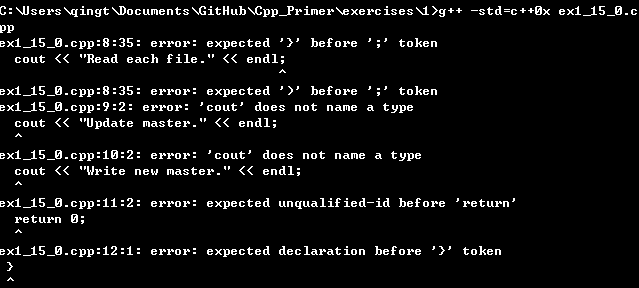 C:\Users\qingt\Documents\GitHub\Cpp_Primer\exercises\1>g++ -std=c++0x ex1_15_0.c
pp
ex1_15_0.cpp:8:35: error: expected '}' before ';' token
  cout << "Read each file." << endl;
                                   ^
ex1_15_0.cpp:8:35: error: expected '}' before ';' token
ex1_15_0.cpp:9:2: error: 'cout' does not name a type
  cout << "Update master." << endl;
  ^
ex1_15_0.cpp:10:2: error: 'cout' does not name a type
  cout << "Write new master." << endl;
  ^
ex1_15_0.cpp:11:2: error: expected unqualified-id before 'return'
  return 0;
  ^
ex1_15_0.cpp:12:1: error: expected declaration before '}' token
 }
 ^